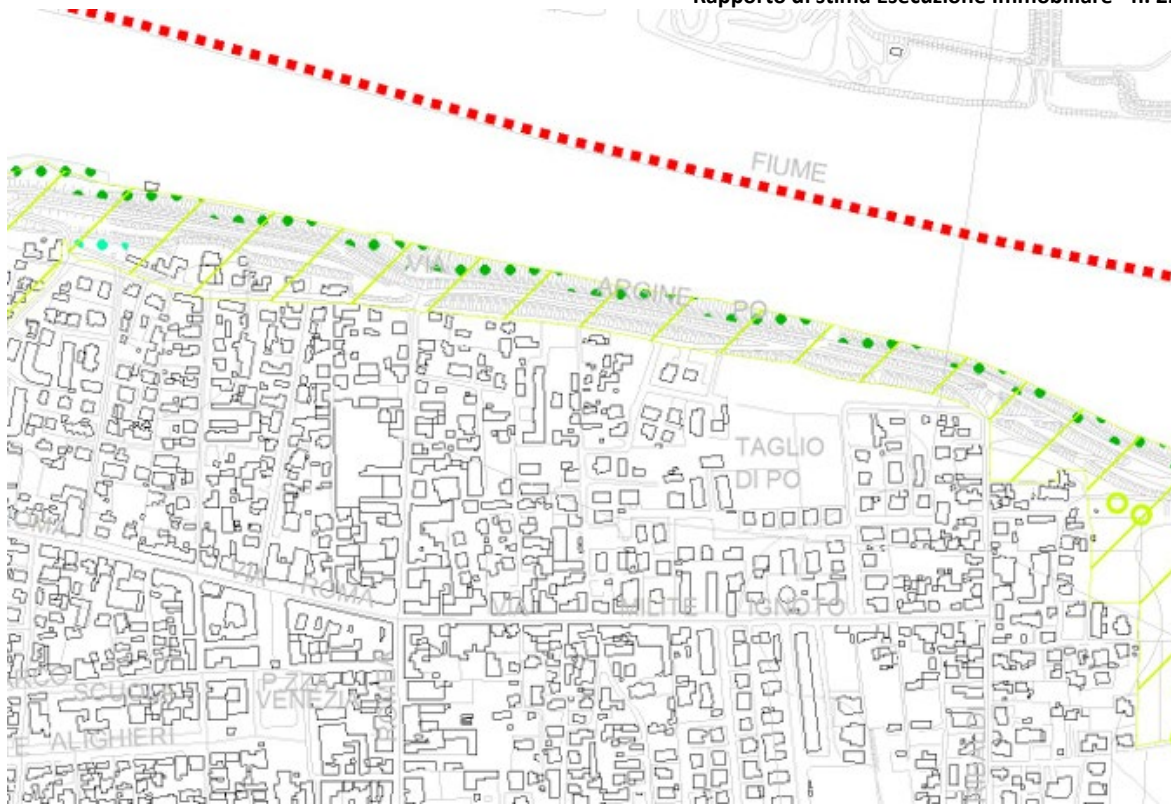 Rapporto di stima Esecuzione Immobiliare - n.
FIUME
VIA ARGINE PO
TAGLIO
DI PO
VIA ROMA
VIA MILITE IGNOTO
SCUOLE
P.ZZA
VENEZIA
E ALIGHIERI